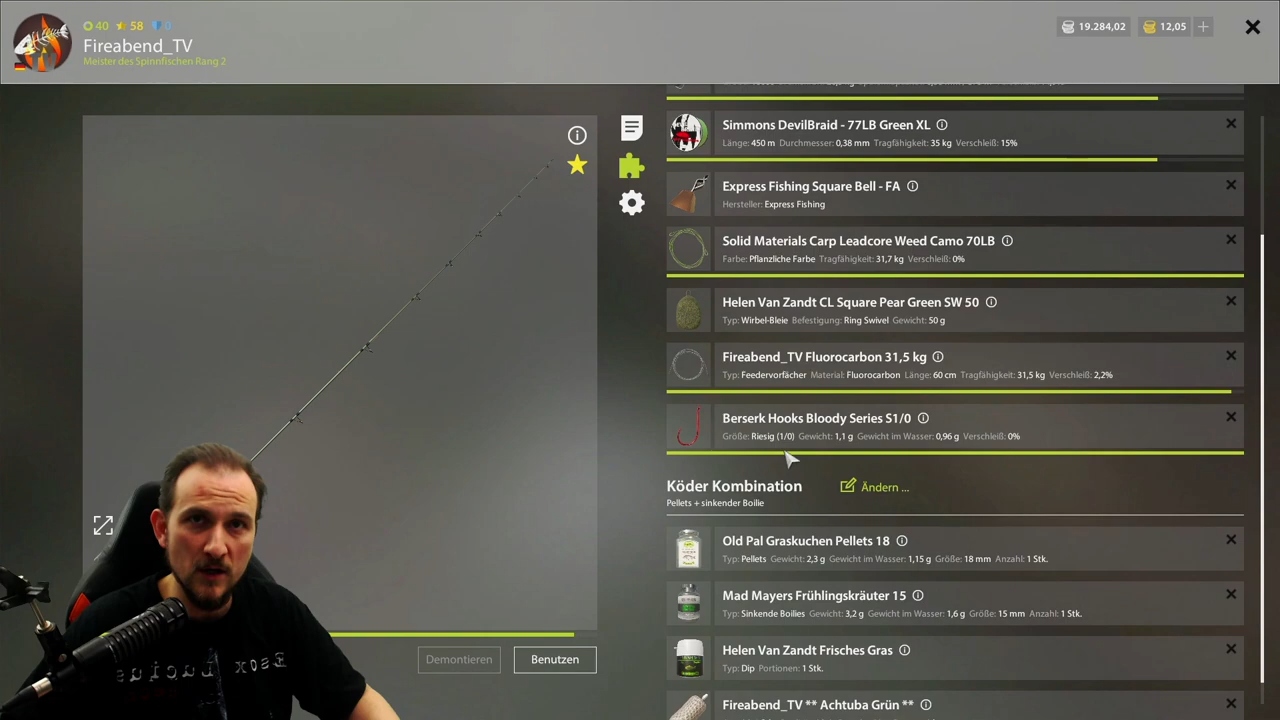 40 58 0
Fireabend_TV
Meister des Spinnfischen Rang 2
19.284,02
12,05
Simmons DevilBraid - 77LB Green XL
Länge: 450 m Durchmesser: 0,38 mm Tragfähigkeit: 35 kg Verschleiß: 15%
Express Fishing Square Bell - FA
Hersteller: Express Fishing
Solid Materials Carp Leadcore Weed Camo 70LB
Farbe: Pflanzliche Farbe Tragfähigkeit: 31,7 kg Verschleiß: 0%
Helen Van Zandt CL Square Pear Green SW 50
Typ: Wirbel-Bleie Befestigung: Ring Swivel Gewicht: 50 g
Fireabend_TV Fluorocarbon 31,5 kg
Typ: Feedervorfächer Material: Fluorocarbon Länge: 60 cm Tragfähigkeit: 31,5 kg Verschleiß: 2,2%
Berserk Hooks Bloody Series S1/0
Größe: Riesig (1/0) Gewicht: 1,1 g Gewicht im Wasser: 0,96 g Verschleiß: 0%
Köder Kombination
Ändern ...
Pellets + sinkender Boilie
Old Pal Graskuchen Pellets 18
Typ: Pellets Gewicht: 2,3 g Gewicht im Wasser: 1,15 g Größe: 18 mm Anzahl: 1 Stk.
Mad Mayers Frühlingskräuter 15
Typ: Sinkende Boilies Gewicht: 3,2 g Gewicht im Wasser: 1,6 g Größe: 15 mm Anzahl: 1 Stk.
Helen Van Zandt Frisches Gras
Typ: Dip Portionen: 1 Stk.
Fireabend_TV ** Achtuba Grün **
Demontieren
Benutzen